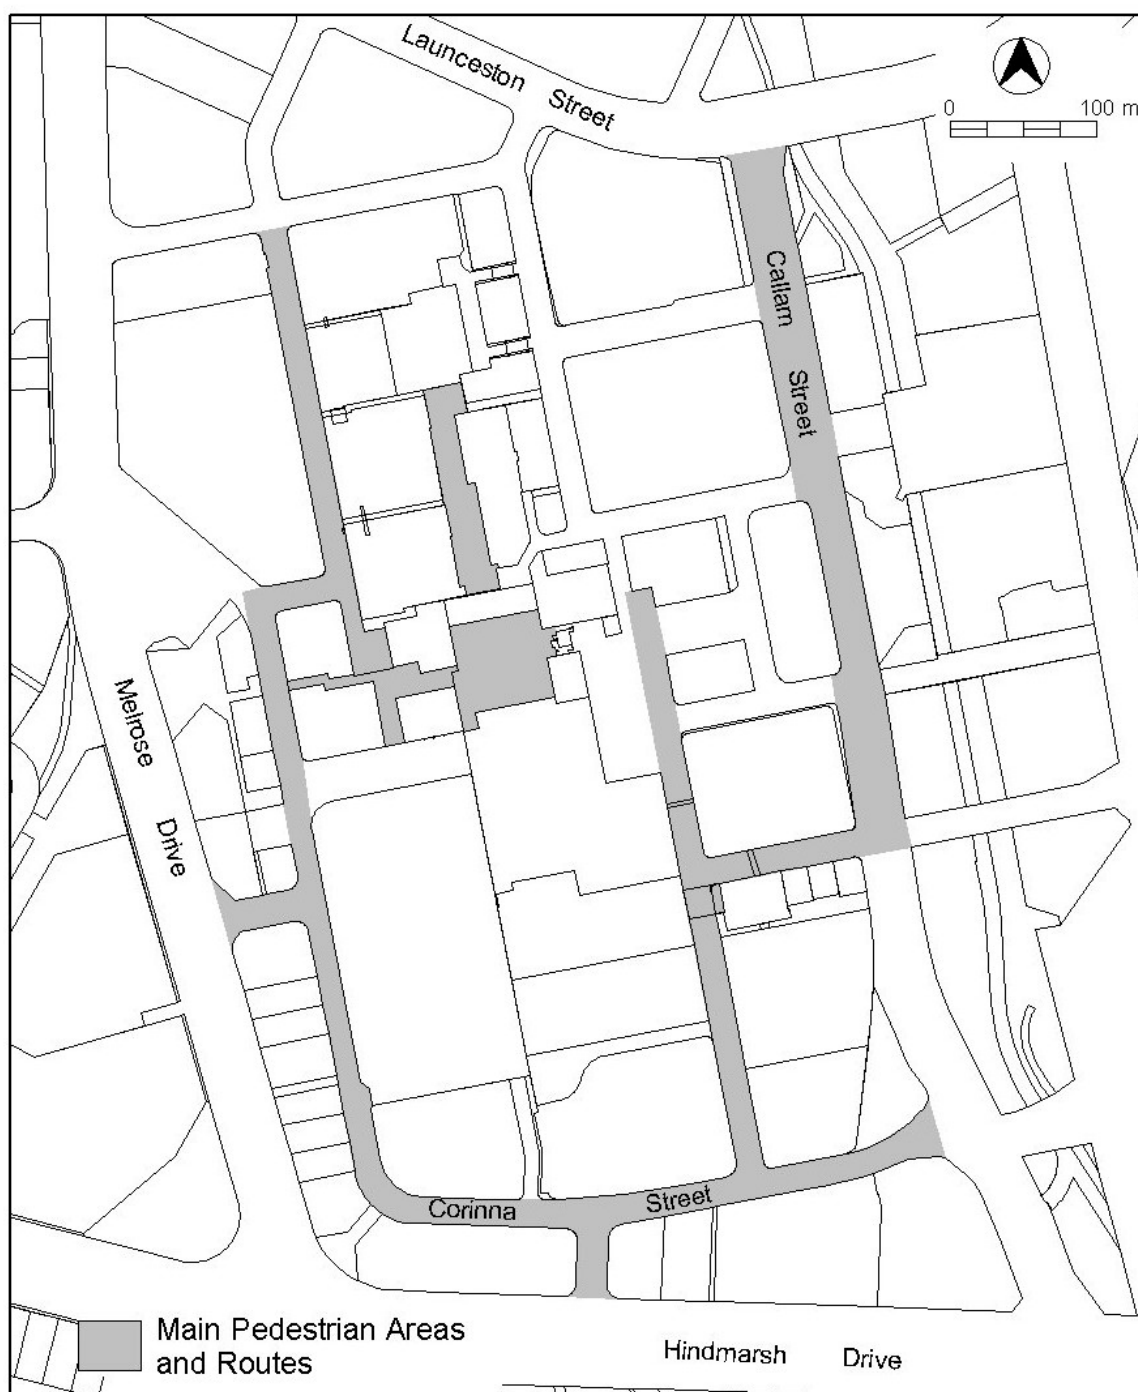 Launceston Street
0 100 m
Callam Street
Melrose Drive
Corinna Street
Main Pedestrian Areas
and Routes
Hindmarsh Drive